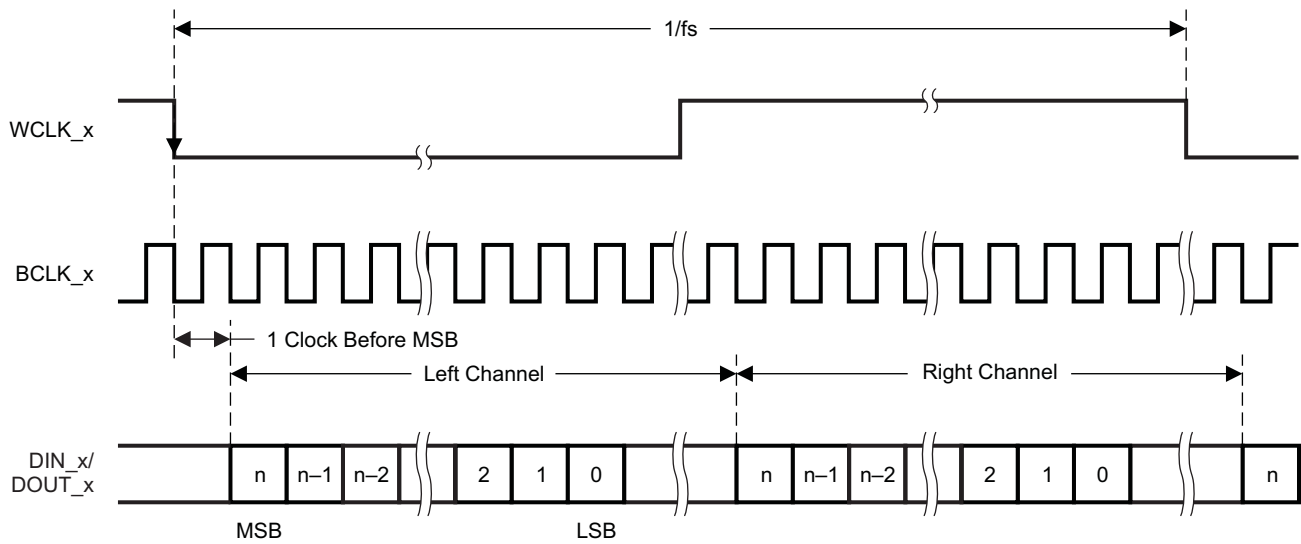 1/fs
WCLK_x
BCLK_x
1 Clock Before MSB
Left Channel
Right Channel
DIN_x/
DOUT_x
n n–1 n–2 2 1 0 n n–1 n–2 2 1 0 n
MSB LSB